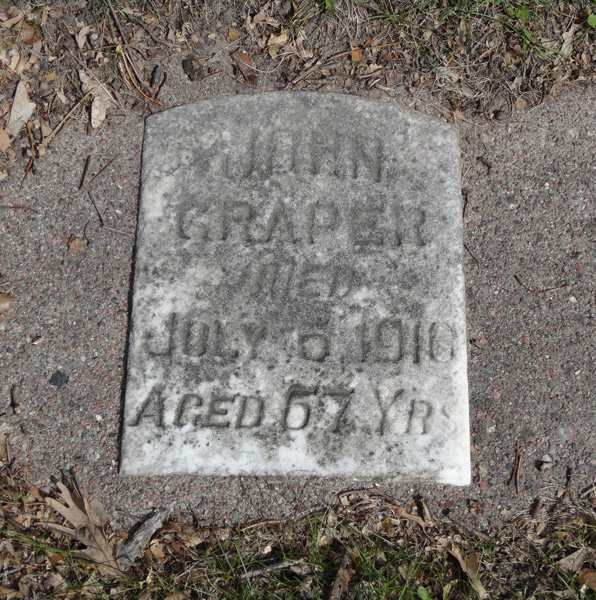 JOHN
GRAPER
DIED
JULY 6, 1910
AGED 67 YRS